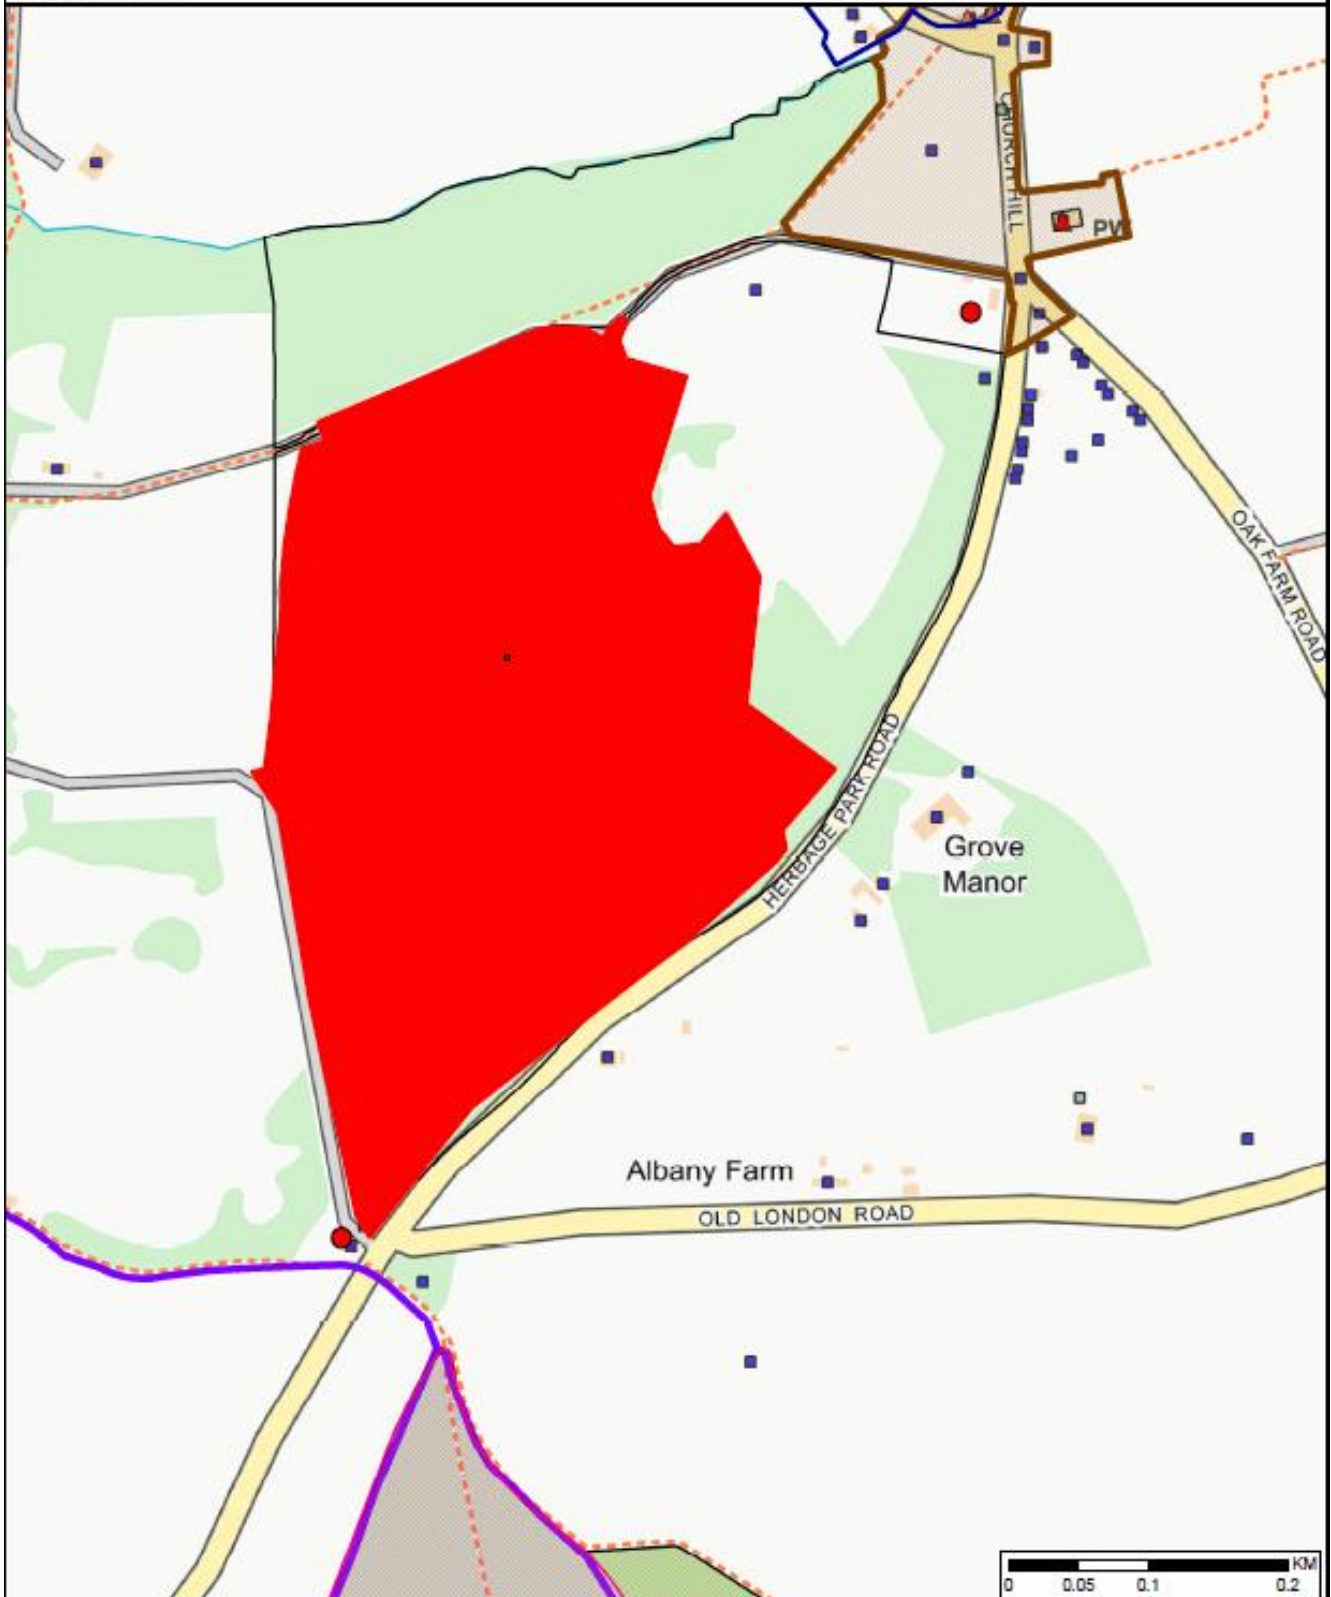 CHURCH HILL
PW
OAK FARM ROAD
HERBAGE PARK ROAD
Grove
Manor
Albany Farm
OLD LONDON ROAD
KM
0 0.05 0.1 0.2